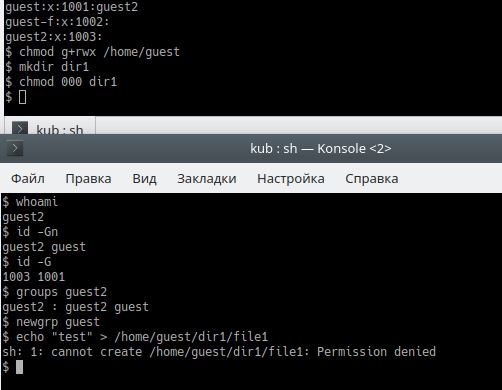 guest:x:1001:guest2
guest-f:x:1002:
guest2:x:1003:
$ chmod g+rwx /home/guest
$ mkdir dir1
$ chmod 000 dir1
$
kub : sh
kub : sh — Konsole <2>
Файл Правка Вид Закладки Настройка Справка
$ whoami
guest2
$ id -Gn
guest2 guest
$ id -G
1003 1001
$ groups guest2
guest2 : guest2 guest
$ newgrp guest
$ echo "test" > /home/guest/dir1/file1
sh: 1: cannot create /home/guest/dir1/file1: Permission denied
$